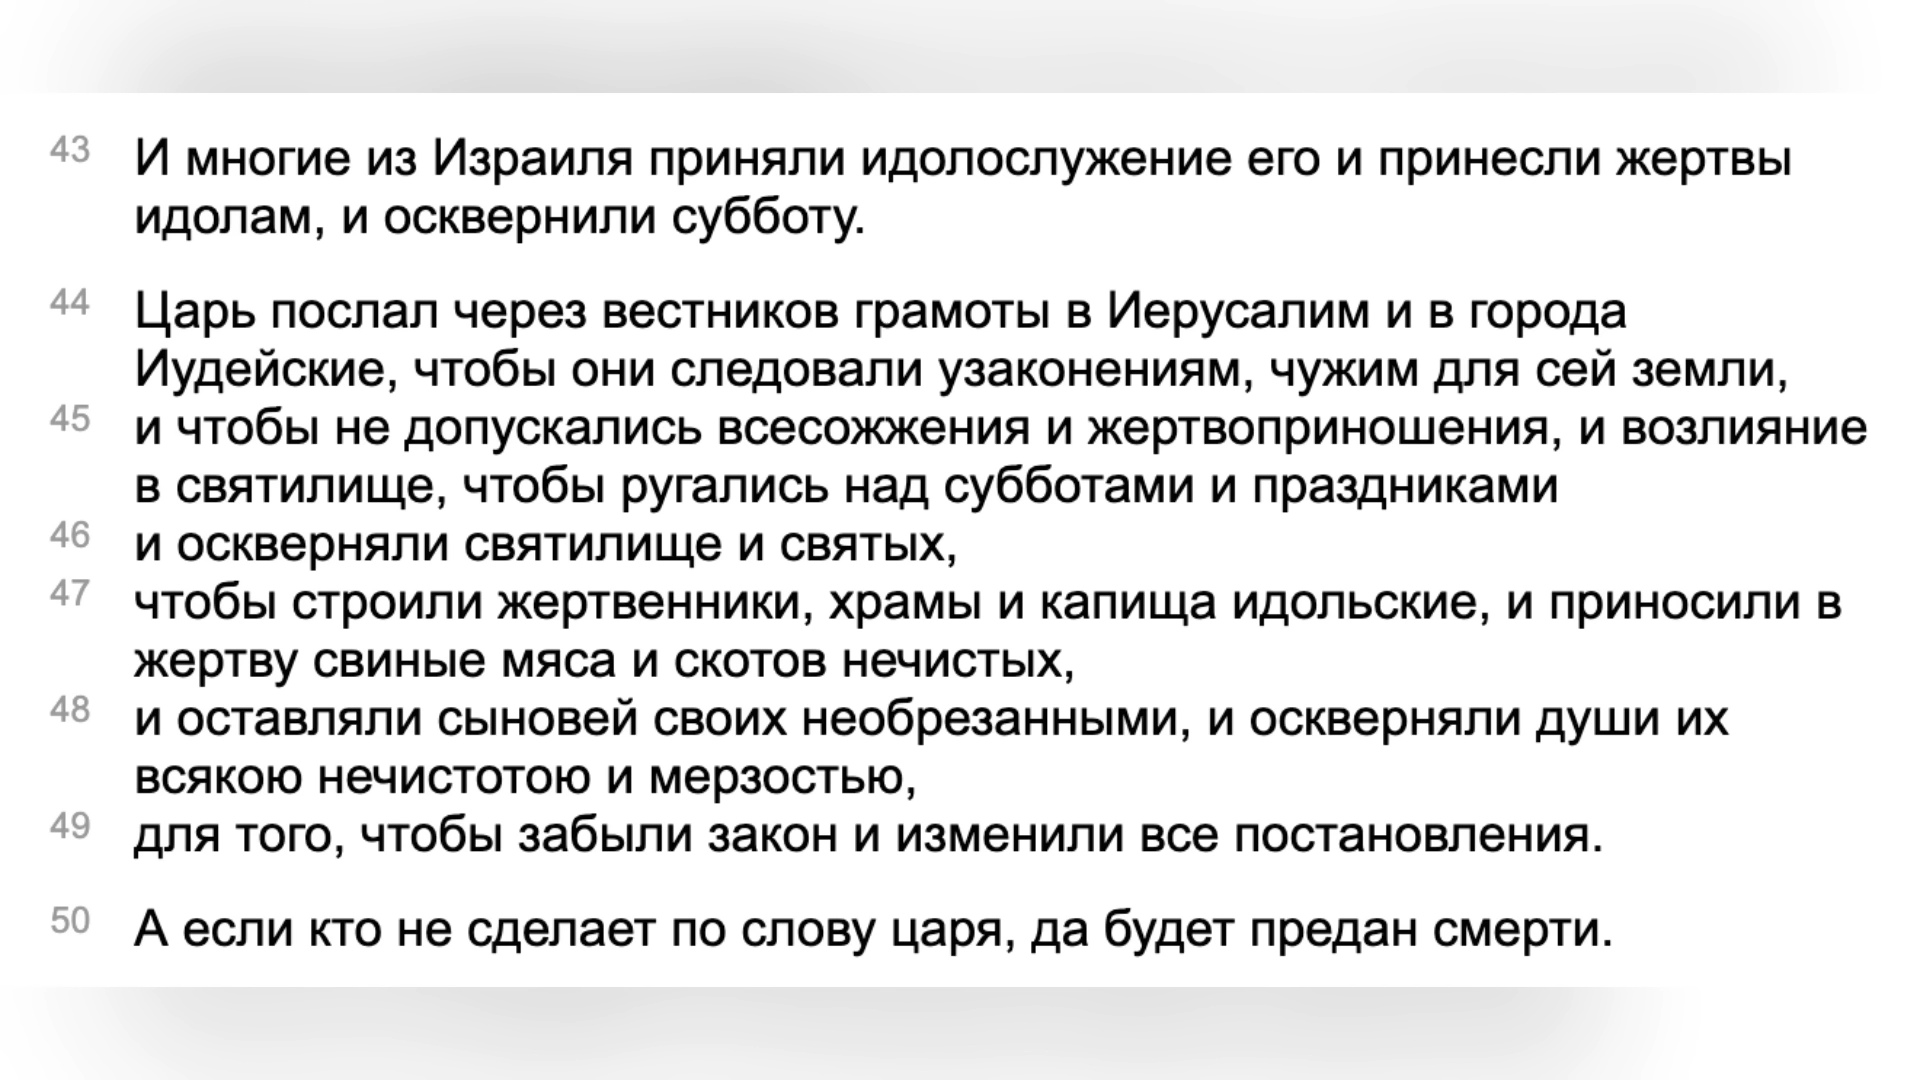 43 И многие из Израиля приняли идолослужение его и принесли жертвы
идолам, и осквернили субботу.
44 Царь послал через вестников грамоты в Иерусалим и в города
Иудейские, чтобы они следовали узаконениям, чужим для сей земли,
45 и чтобы не допускались всесожжения и жертвоприношения, и возлияние
в святилище, чтобы ругались над субботами и праздниками
46 и оскверняли святилище и святых,
47 чтобы строили жертвенники, храмы и капища идольские, и приносили в
жертву свиные мяса и скотов нечистых,
48 и оставляли сыновей своих необрезанными, и оскверняли души их
всякою нечистотою и мерзостью,
49 для того, чтобы забыли закон и изменили все постановления.
50 А если кто не сделает по слову царя, да будет предан смерти.